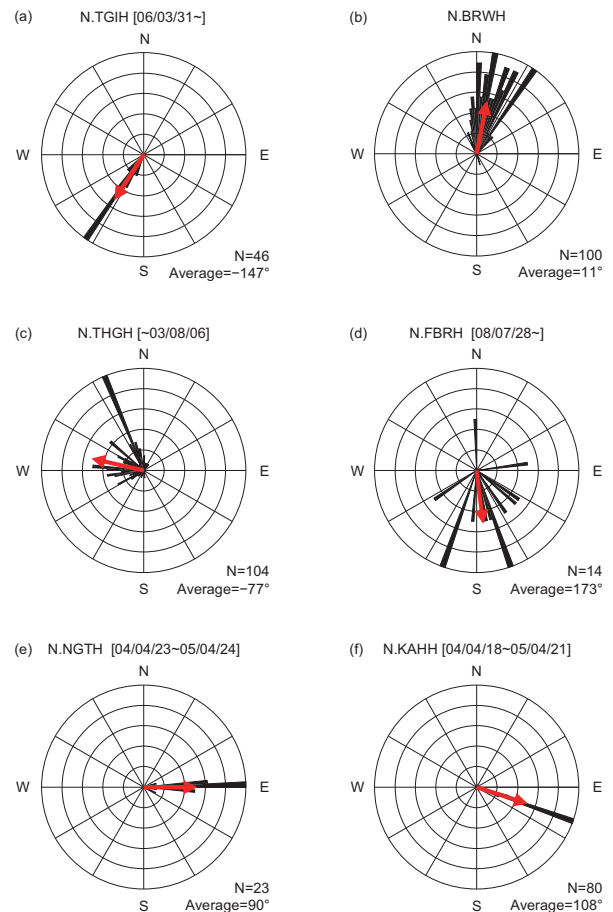 (a) N.TGIH [06/03/31~]
N
W E
S
N=46
Average=−147°
(b) N.BRWH
N
W E
S
N=100
Average=11°
(c) N.THGH [~03/08/06]
N
W E
S
N=104
Average=−77°
(d) N.FBRH [08/07/28~]
N
W E
S
N=14
Average=173°
(e) N.NGTH [04/04/23~05/04/24]
N
W E
S
N=23
Average=90°
(f) N.KAHH [04/04/18~05/04/21]
N
W E
S
N=80
Average=108°